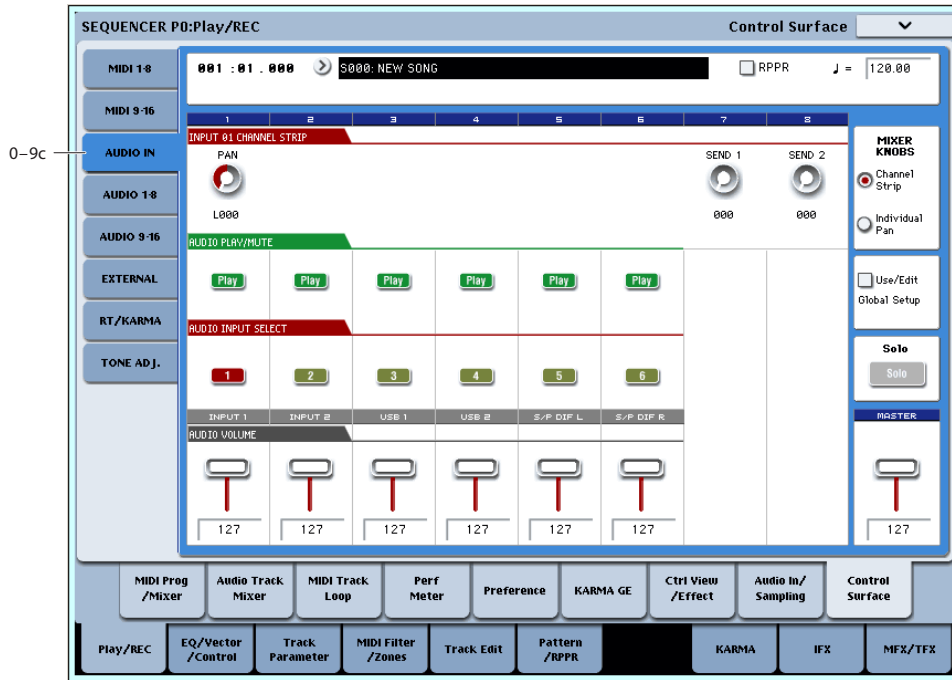 SEQUENCER P0:Play/REC Control Surface
MIDI 1-8
MIDI 9-16
AUDIO IN
AUDIO 1-8
AUDIO 9-16
EXTERNAL
RT/KARMA
TONE ADJ.
0–9c
001 :01 . 000 S000: NEW SONG RPPR ♩ = 120.00
1 2 3 4 5 6 7 8
INPUT 01 CHANNEL STRIP
PAN SEND 1 SEND 2
L000 000 000
AUDIO PLAY/MUTE
Play Play Play Play Play Play
AUDIO INPUT SELECT
1 2 3 4 5 6
INPUT 1 INPUT 2 USB 1 USB 2 S/P DIF L S/P DIF R
AUDIO VOLUME
127 127 127 127 127 127
MIXER
KNOBS
Channel
Strip
Individual
Pan
Use/Edit
Global Setup
Solo
Solo
MASTER
127
MIDI Prog
/Mixer
Audio Track
Mixer
MIDI Track
Loop
Perf
Meter
Preference
KARMA GE
Ctrl View
/Effect
Audio In/
Sampling
Control
Surface
Play/REC
EQ/Vector
/Control
Track
Parameter
MIDI Filter
/Zones
Track Edit
Pattern
/RPPR
KARMA
IFX
MFX/TFX